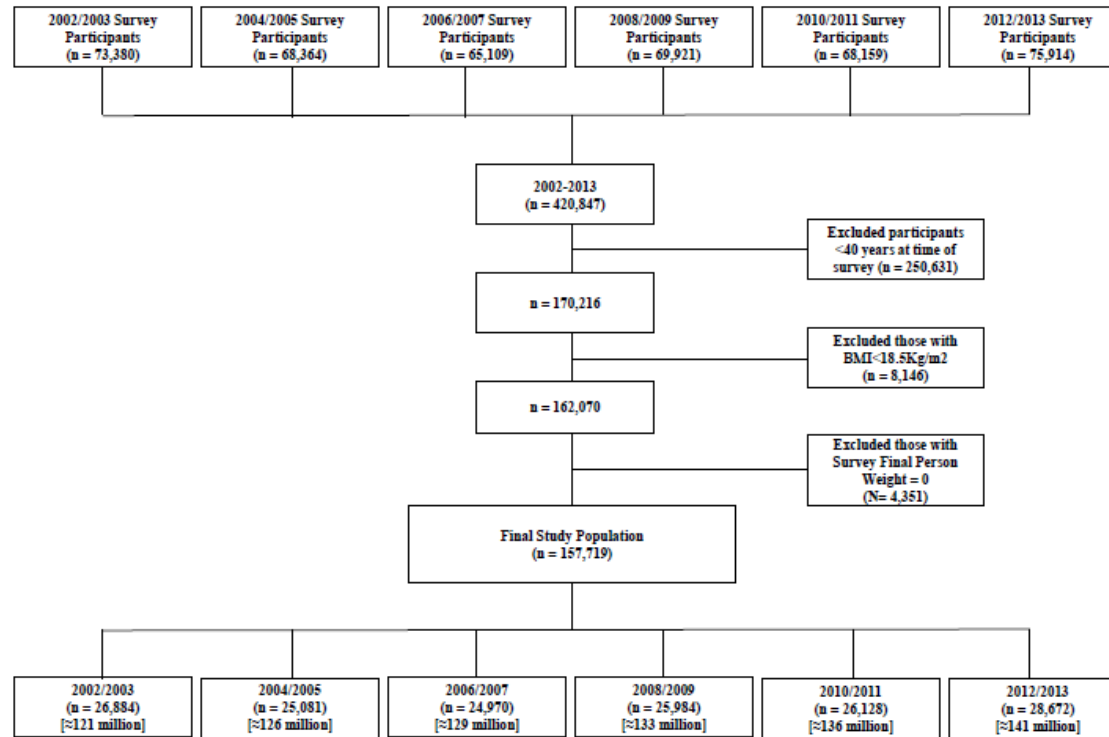 2002/2003 Survey
Participants
(n = 73,380)
2004/2005 Survey
Participants
(n = 68,364)
2006/2007 Survey
Participants
(n = 65,109)
2008/2009 Survey
Participants
(n = 69,921)
2010/2011 Survey
Participants
(n = 68,159)
2012/2013 Survey
Participants
(n = 75,914)
2002-2013
(n = 420,847)
Excluded participants
<40 years at time of
survey (n = 250,631)
n = 170,216
Excluded those with
BMI<18.5Kg/m2
(n = 8,146)
n = 162,070
Excluded those with
Survey Final Person
Weight = 0
(N= 4,351)
Final Study Population
(n = 157,719)
2002/2003
(n = 26,884)
[≈121 million]
2004/2005
(n = 25,081)
[≈126 million]
2006/2007
(n = 24,970)
[≈129 million]
2008/2009
(n = 25,984)
[≈133 million]
2010/2011
(n = 26,128)
[≈136 million]
2012/2013
(n = 28,672)
[≈141 million]